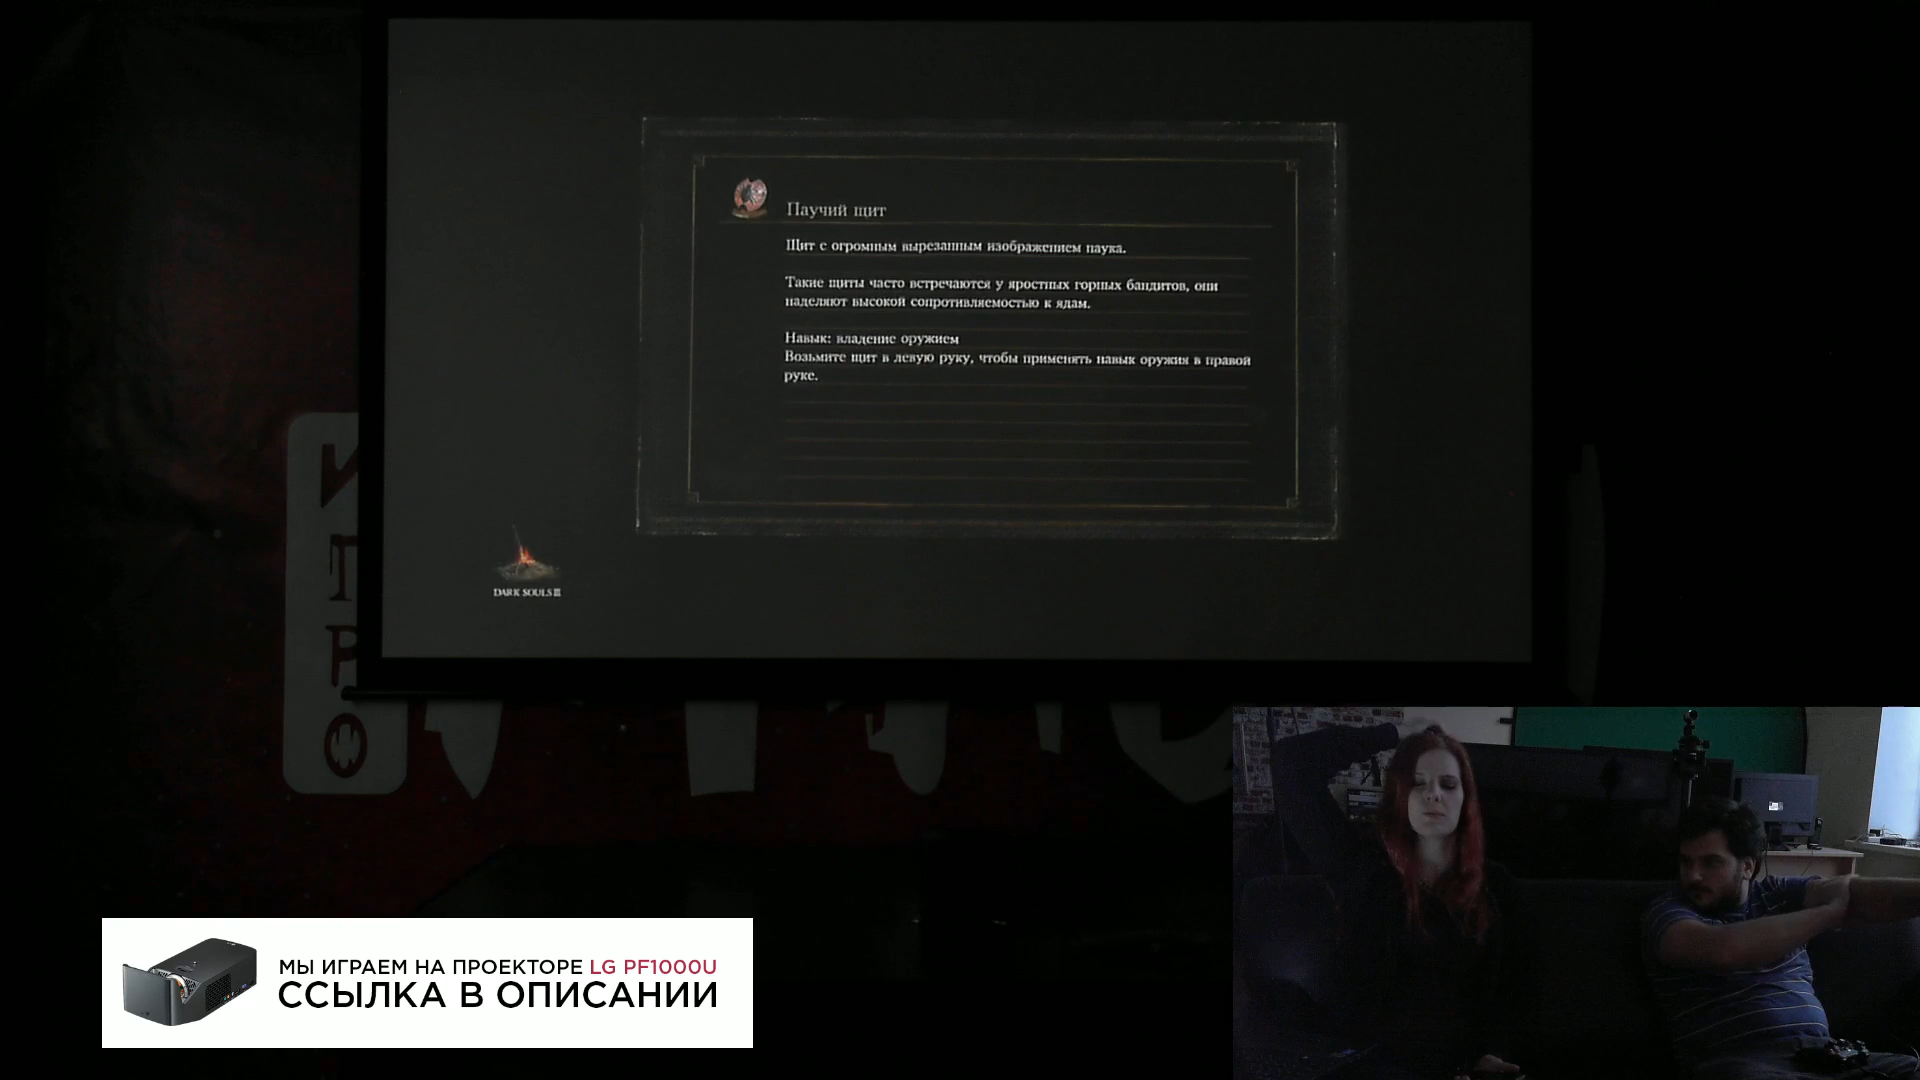 Паучий щит
Щит с огромным вырезанным изображением паука.
Такие щиты часто встречаются у яростных горных бандитов, они
наделяют высокой сопротивляемостью к ядам.
Навык: владение оружием
Возьмите щит в левую руку, чтобы применять навык оружия в правой
руке.
DARK SOULS III
МЫ ИГРАЕМ НА ПРОЕКТОРЕ LG PF1000U
ССЫЛКА В ОПИСАНИИ